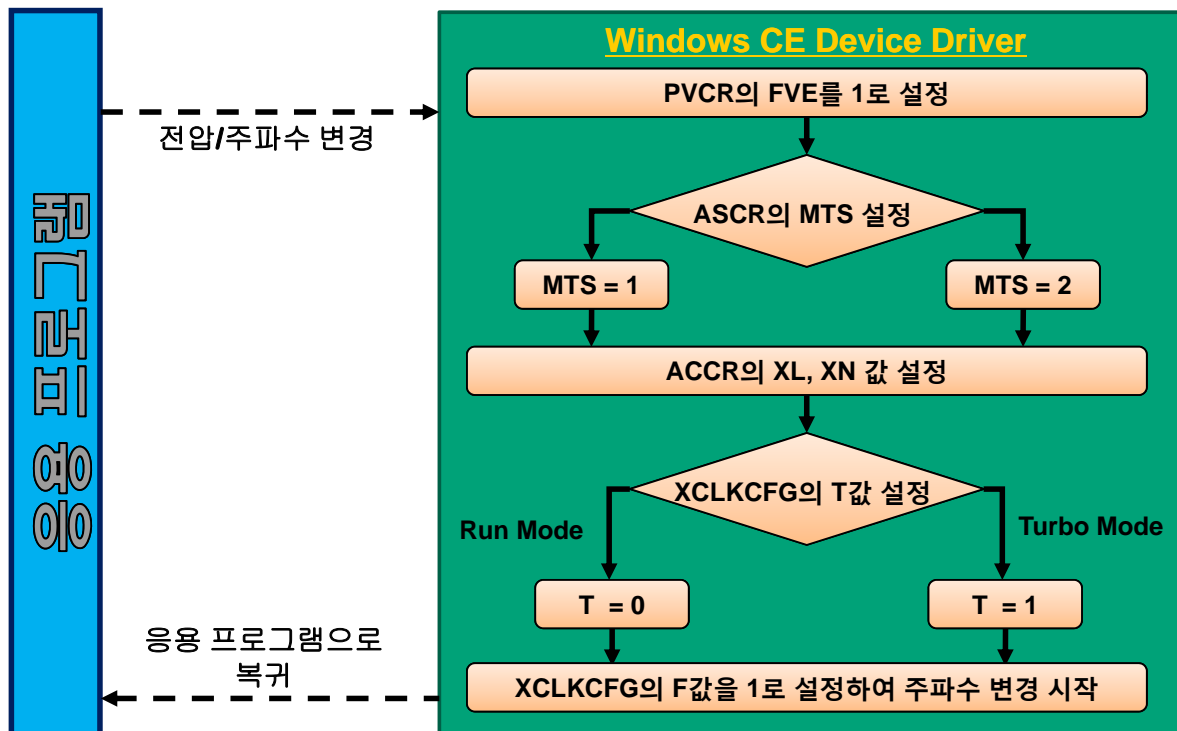 Windows CE Device Driver
PVCR의 FVE를 1로 설정
전압/주파수 변경
ASCR의 MTS 설정
MTS = 1
MTS = 2
응용 프로그램
ACCR의 XL, XN 값 설정
XCLKCFG의 T값 설정
Run Mode
Turbo Mode
T = 0
T = 1
응용 프로그램으로
복귀
XCLKCFG의 F값을 1로 설정하여 주파수 변경 시작